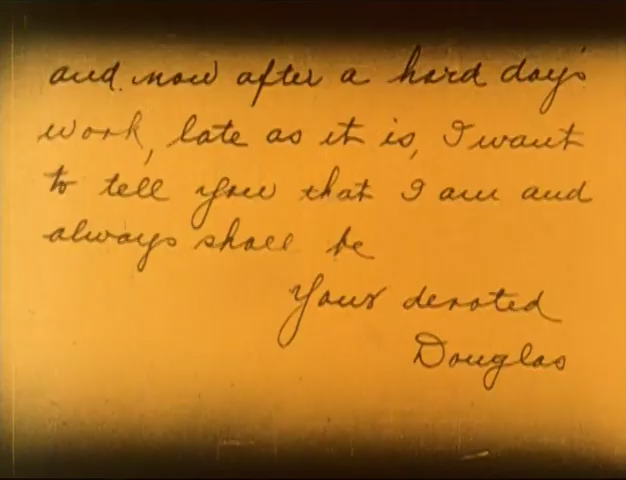 and now after a hard day's
work, late as it is, I want
to tell you that I am and
always shall be
Your devoted
Douglas